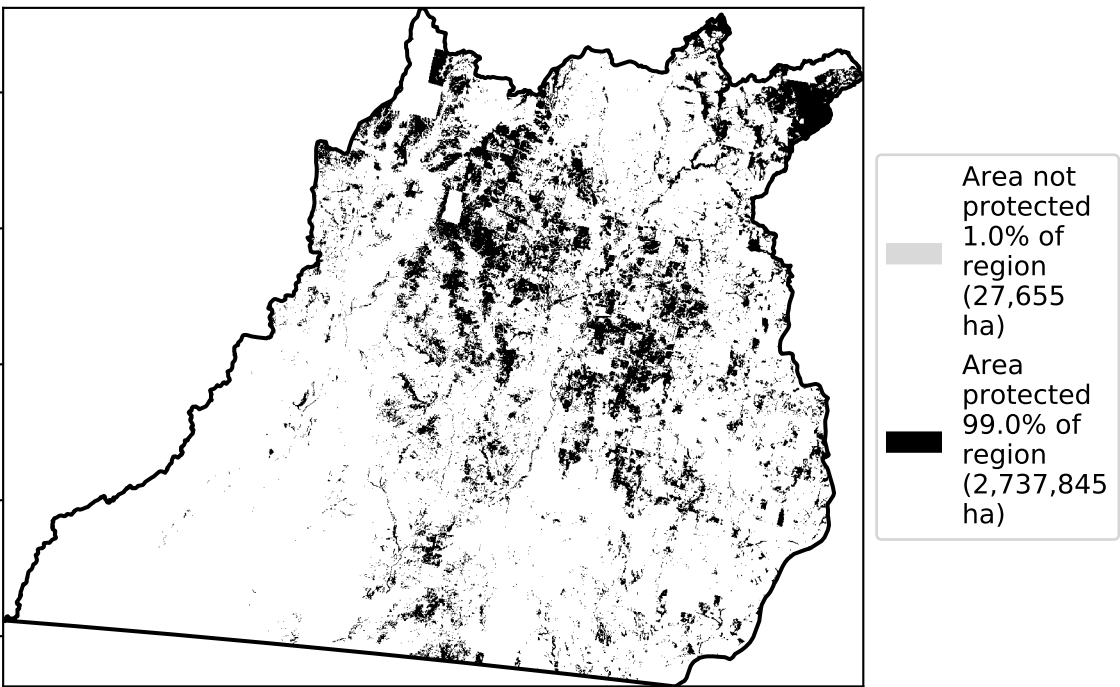 Area not
protected
1.0% of
region
(27,655
ha)
Area
protected
99.0% of
region
(2,737,845
ha)